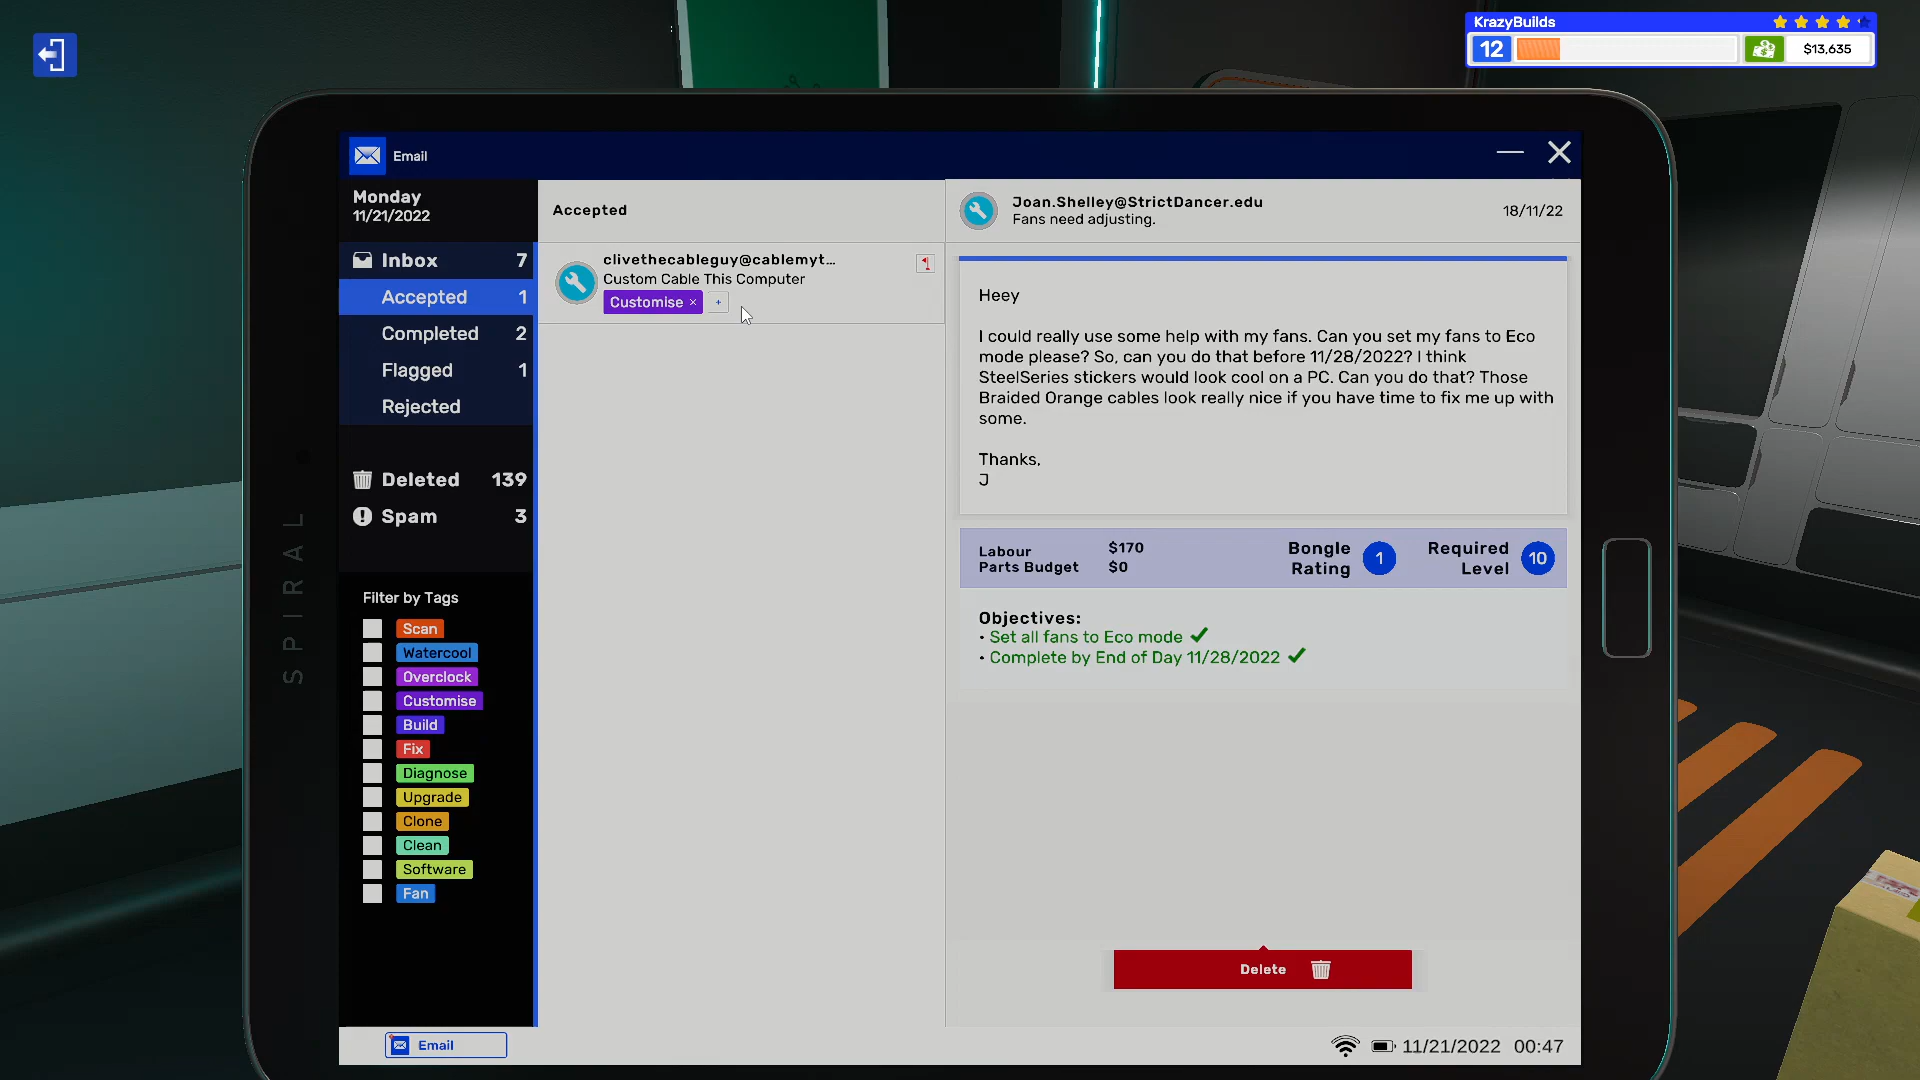 KrazyBuilds
12
$13,635
Email
Monday
11/21/2022
Inbox 7
Accepted 1
Completed 2
Flagged 1
Rejected
Deleted 139
Spam 3
Filter by Tags
Scan
Watercool
Overclock
Customise
Build
Fix
Diagnose
Upgrade
Clone
Clean
Software
Fan
Accepted
clivethecableguy@cablemyt...
Custom Cable This Computer
Customise × +
Joan.Shelley@StrictDancer.edu
Fans need adjusting.
18/11/22
Heey
I could really use some help with my fans. Can you set my fans to Eco
mode please? So, can you do that before 11/28/2022? I think
SteelSeries stickers would look cool on a PC. Can you do that? Those
Braided Orange cables look really nice if you have time to fix me up with
some.
Thanks,
J
Labour $170
Parts Budget $0
Bongle
Rating 1
Required
Level 10
Objectives:
• Set all fans to Eco mode ✔
• Complete by End of Day 11/28/2022 ✔
Delete
Email
11/21/2022 00:47
SPIRAL